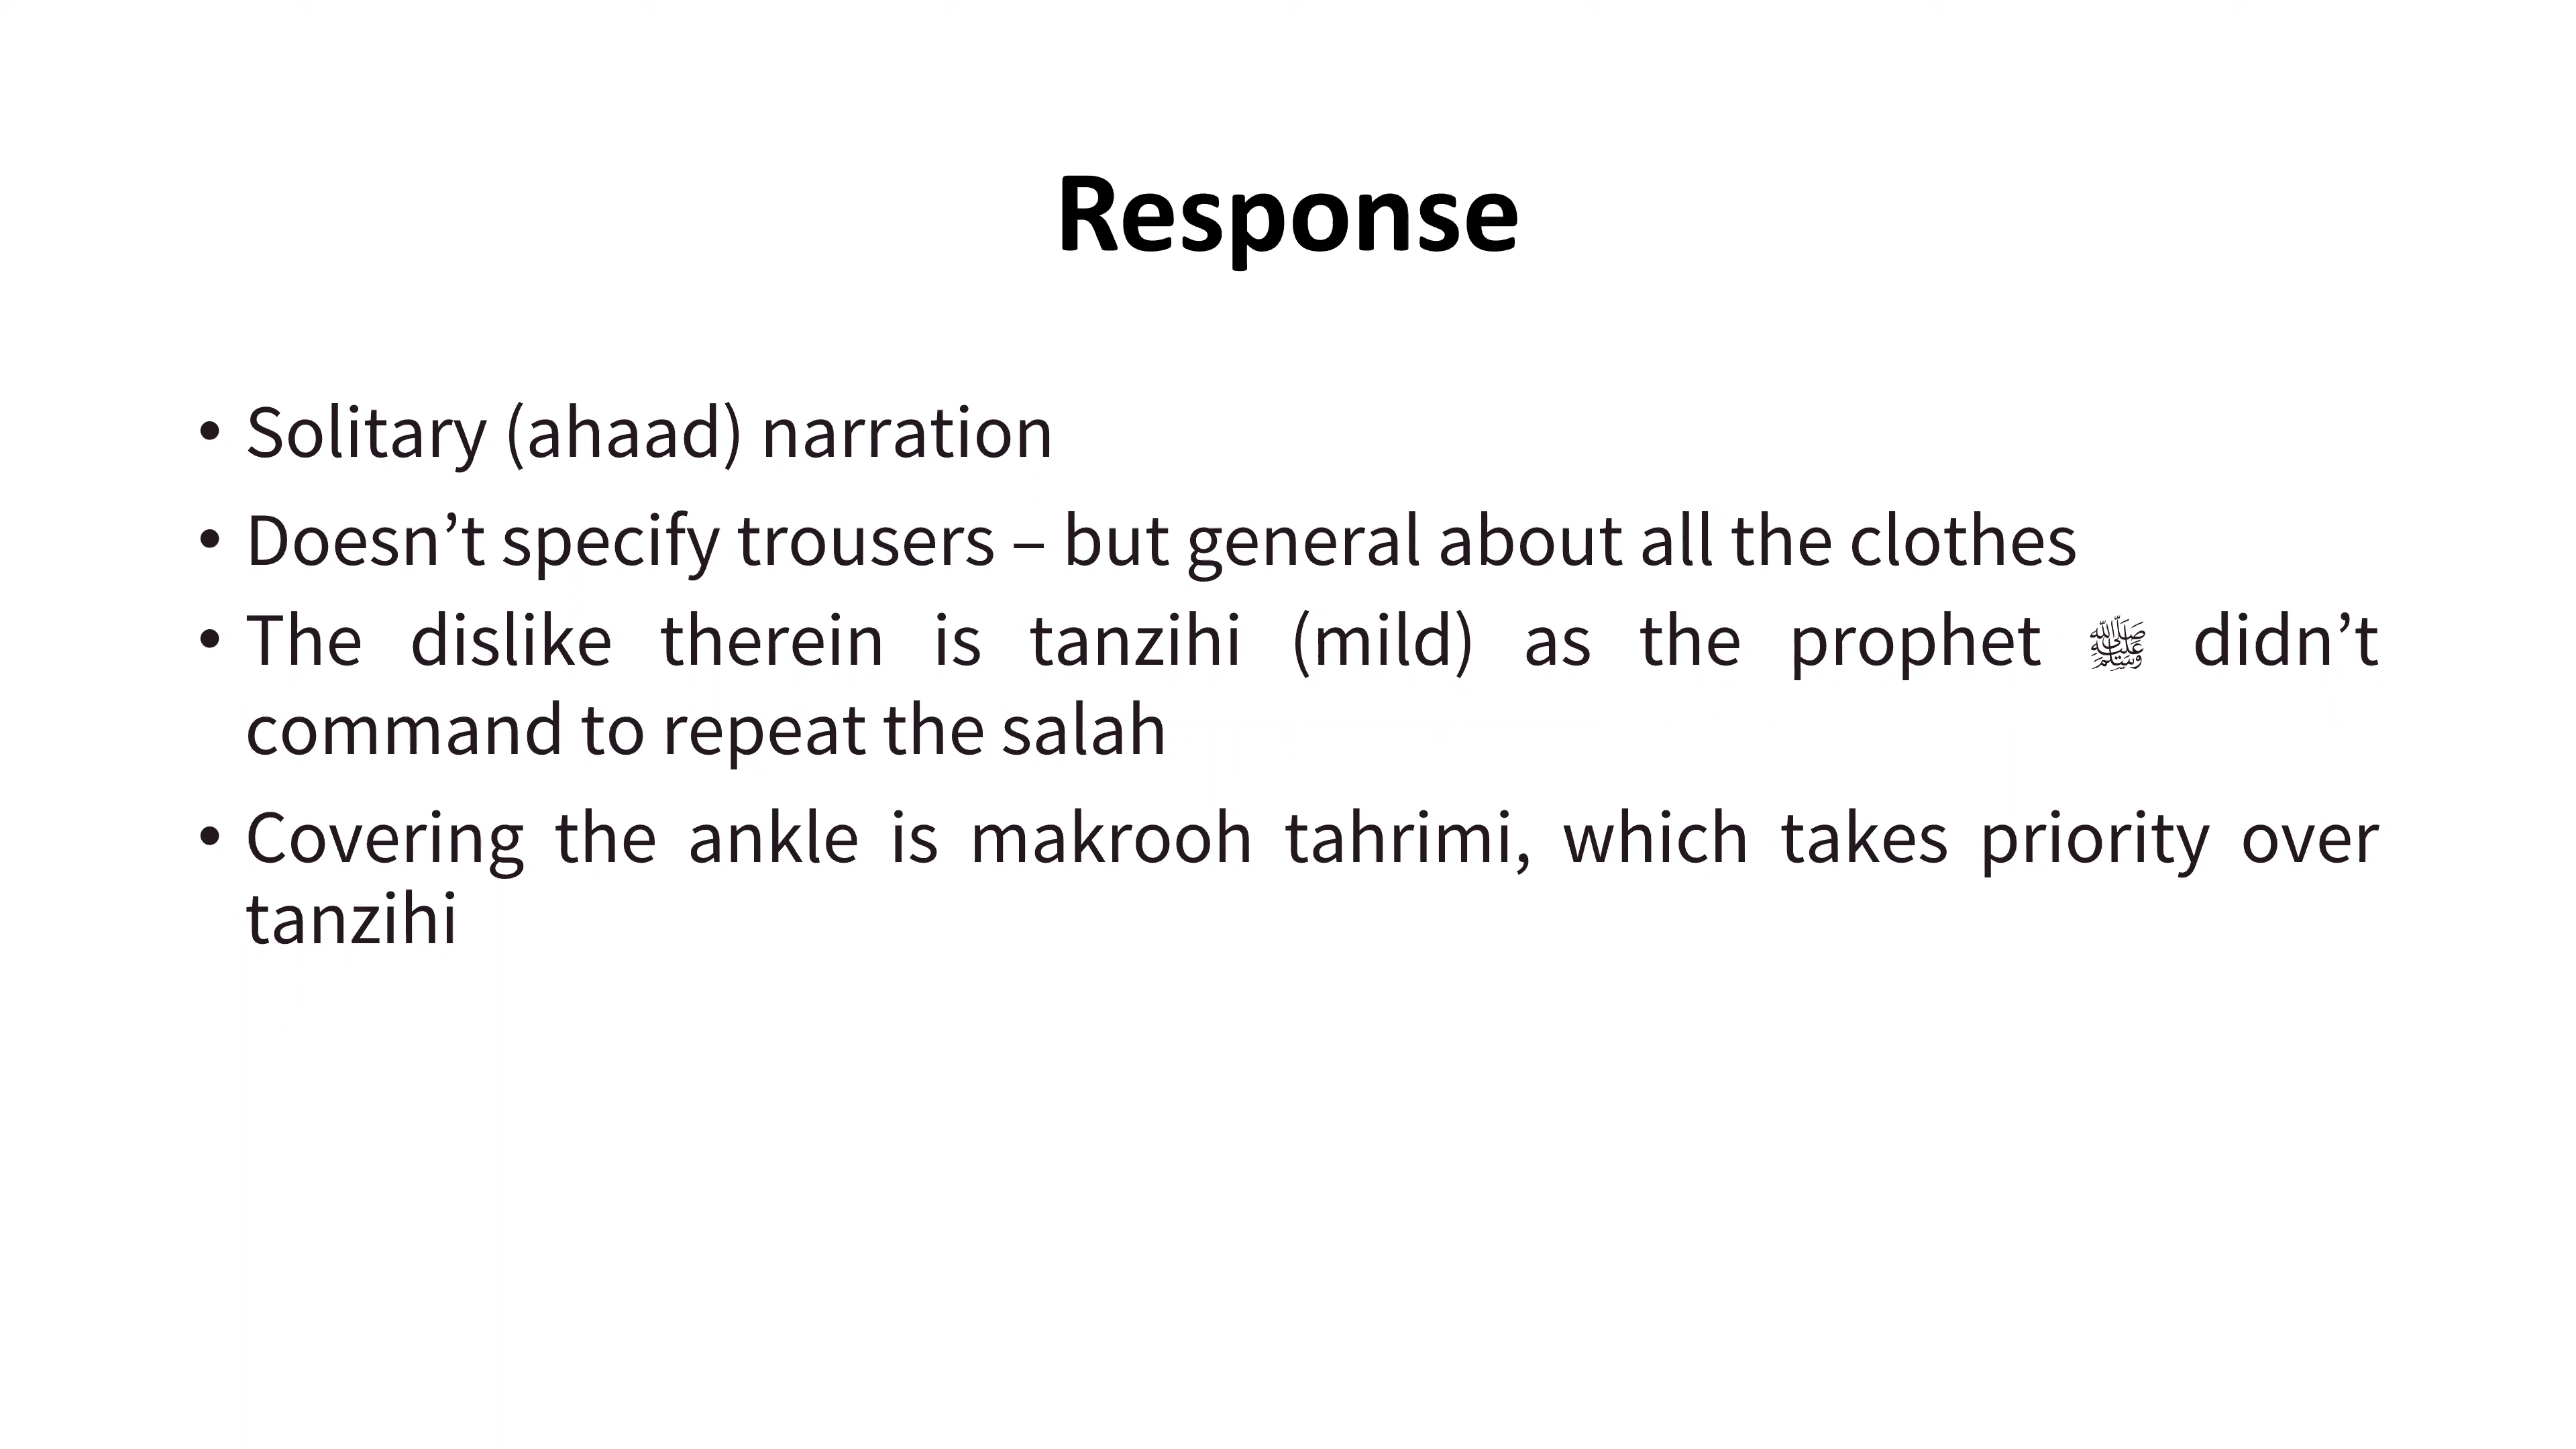 Response
• Solitary (ahaad) narration
• Doesn’t specify trousers – but general about all the clothes
• The dislike therein is tanzihi (mild) as the prophet ﷺ didn’t
command to repeat the salah
• Covering the ankle is makrooh tahrimi, which takes priority over
tanzihi